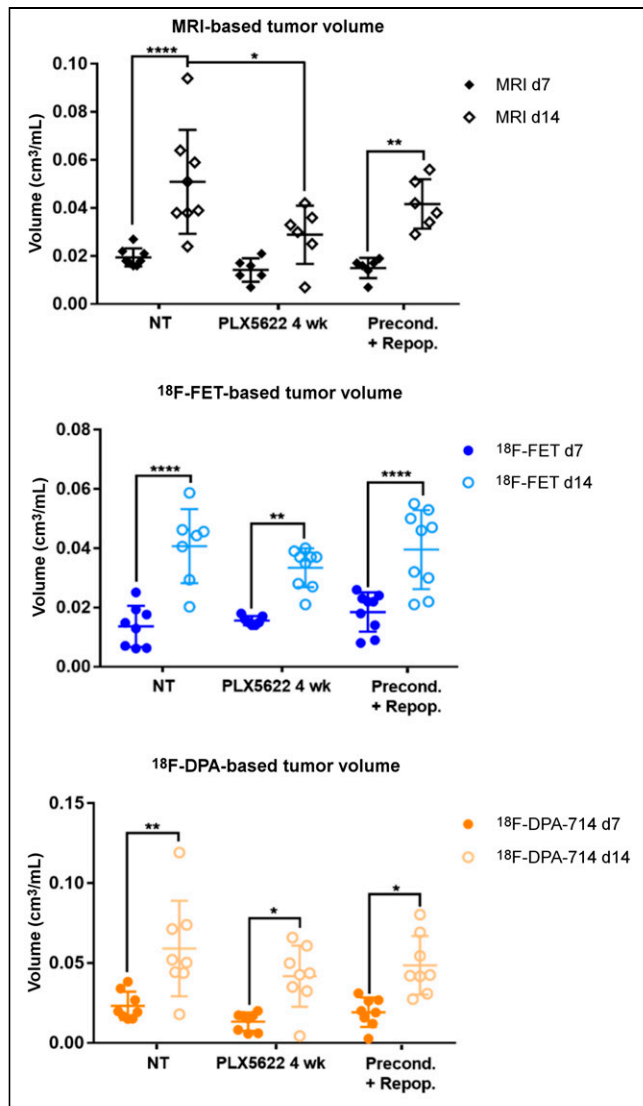 MRI-based tumor volume
Volume (cm³/mL)
0.10
0.08
0.06
0.04
0.02
0.00
****
*
**
MRI d7
MRI d14
NT
PLX5622 4 wk
Precond.
+ Repop.
¹⁸F-FET-based tumor volume
Volume (cm³/mL)
0.08
0.06
0.04
0.02
0.00
****
**
****
¹⁸F-FET d7
¹⁸F-FET d14
NT
PLX5622 4 wk
Precond.
+ Repop.
¹⁸F-DPA-based tumor volume
Volume (cm³/mL)
0.15
0.10
0.05
0.00
**
*
*
¹⁸F-DPA-714 d7
¹⁸F-DPA-714 d14
NT
PLX5622 4 wk
Precond.
+ Repop.